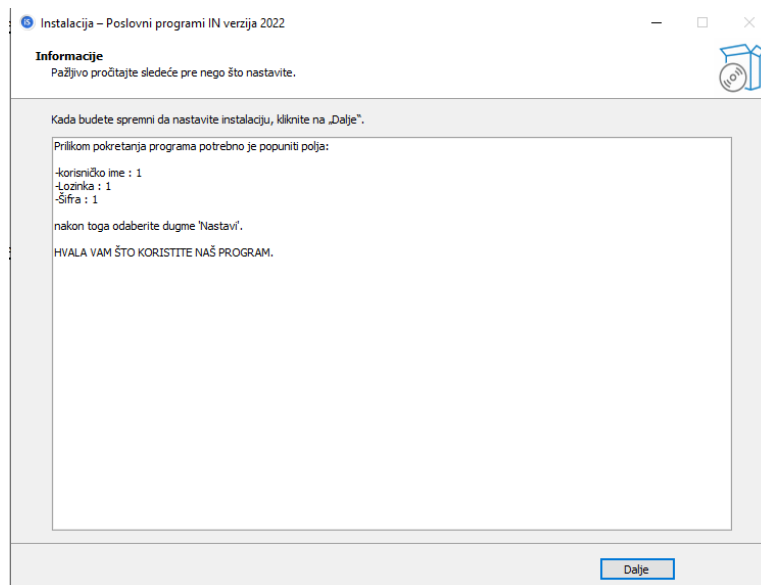 IS Instalacija – Poslovni programi IN verzija 2022
Informacije
Pažljivo pročitajte sledeće pre nego što nastavite.
Kada budete spremni da nastavite instalaciju, kliknite na „Dalje“.
Prilikom pokretanja programa potrebno je popuniti polja:
-korisničko ime : 1
-Lozinka : 1
-Šifra : 1
nakon toga odaberite dugme 'Nastavi'.
HVALA VAM ŠTO KORISTITE NAŠ PROGRAM.
Dalje